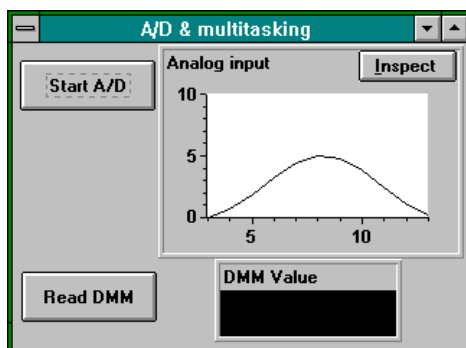 A/D & multitasking
Start A/D
Analog input
Inspect
10
5
0
5 10
Read DMM
DMM Value